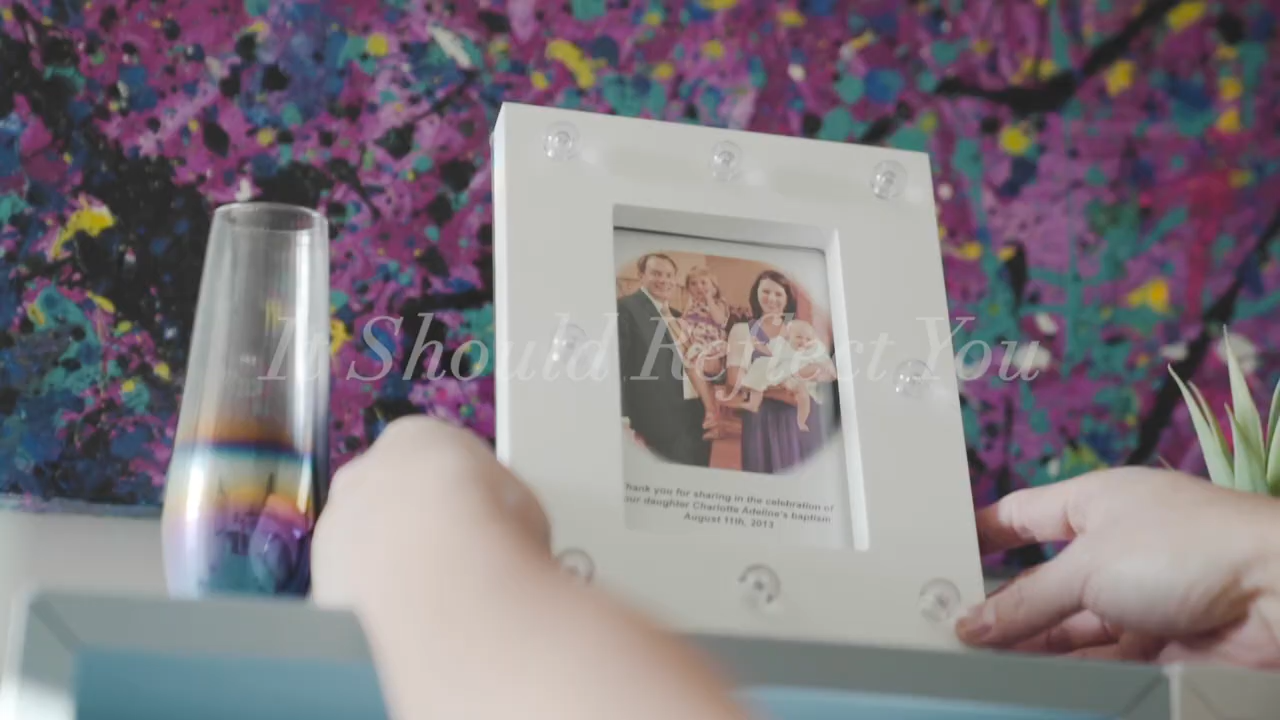 It Should Reflect You
hank you for sharing in the celebration of
our daughter Charlotte Adeline's baptism
August 11th, 2013